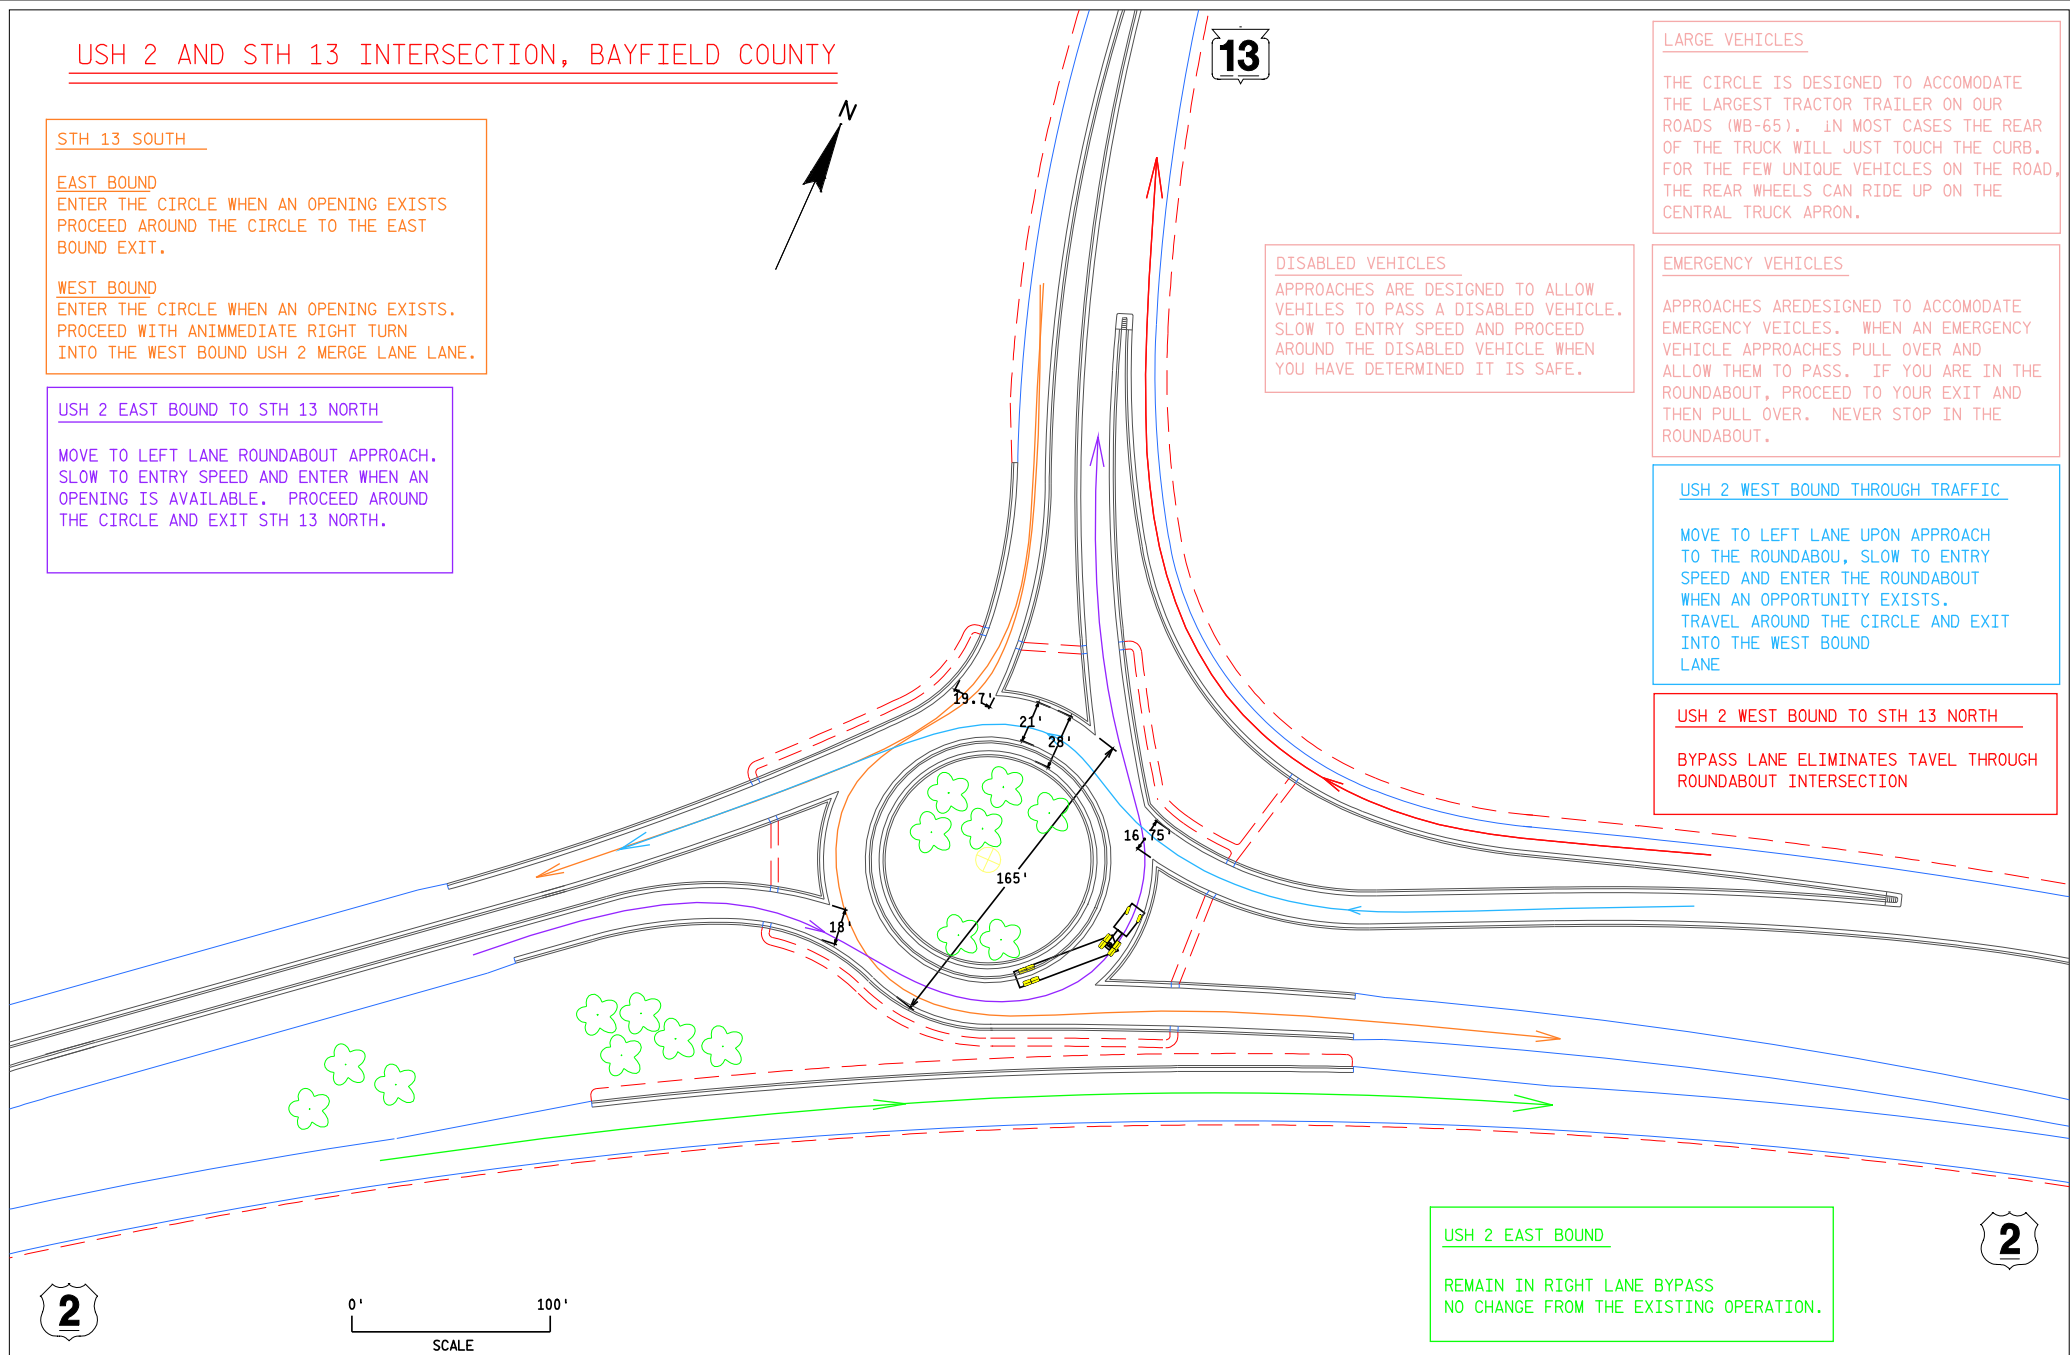 USH 2 AND STH 13 INTERSECTION, BAYFIELD COUNTY
13
N
STH 13 SOUTH
EAST BOUND
ENTER THE CIRCLE WHEN AN OPENING EXISTS
PROCEED AROUND THE CIRCLE TO THE EAST
BOUND EXIT.
WEST BOUND
ENTER THE CIRCLE WHEN AN OPENING EXISTS.
PROCEED WITH ANIMMEDIATE RIGHT TURN
INTO THE WEST BOUND USH 2 MERGE LANE LANE.
USH 2 EAST BOUND TO STH 13 NORTH
MOVE TO LEFT LANE ROUNDABOUT APPROACH.
SLOW TO ENTRY SPEED AND ENTER WHEN AN
OPENING IS AVAILABLE.  PROCEED AROUND
THE CIRCLE AND EXIT STH 13 NORTH.
LARGE VEHICLES
THE CIRCLE IS DESIGNED TO ACCOMODATE
THE LARGEST TRACTOR TRAILER ON OUR
ROADS (WB-65).  IN MOST CASES THE REAR
OF THE TRUCK WILL JUST TOUCH THE CURB.
FOR THE FEW UNIQUE VEHICLES ON THE ROAD,
THE REAR WHEELS CAN RIDE UP ON THE
CENTRAL TRUCK APRON.
DISABLED VEHICLES
APPROACHES ARE DESIGNED TO ALLOW
VEHILES TO PASS A DISABLED VEHICLE.
SLOW TO ENTRY SPEED AND PROCEED
AROUND THE DISABLED VEHICLE WHEN
YOU HAVE DETERMINED IT IS SAFE.
EMERGENCY VEHICLES
APPROACHES AREDESIGNED TO ACCOMODATE
EMERGENCY VEICLES.  WHEN AN EMERGENCY
VEHICLE APPROACHES PULL OVER AND
ALLOW THEM TO PASS.  IF YOU ARE IN THE
ROUNDABOUT, PROCEED TO YOUR EXIT AND
THEN PULL OVER.  NEVER STOP IN THE
ROUNDABOUT.
USH 2 WEST BOUND THROUGH TRAFFIC
MOVE TO LEFT LANE UPON APPROACH
TO THE ROUNDABOU, SLOW TO ENTRY
SPEED AND ENTER THE ROUNDABOUT
WHEN AN OPPORTUNITY EXISTS.
TRAVEL AROUND THE CIRCLE AND EXIT
INTO THE WEST BOUND
LANE
USH 2 WEST BOUND TO STH 13 NORTH
BYPASS LANE ELIMINATES TAVEL THROUGH
ROUNDABOUT INTERSECTION
19.7'
21'
28'
16.75'
165'
18'
USH 2 EAST BOUND
REMAIN IN RIGHT LANE BYPASS
NO CHANGE FROM THE EXISTING OPERATION.
2
2
0' 100'
SCALE